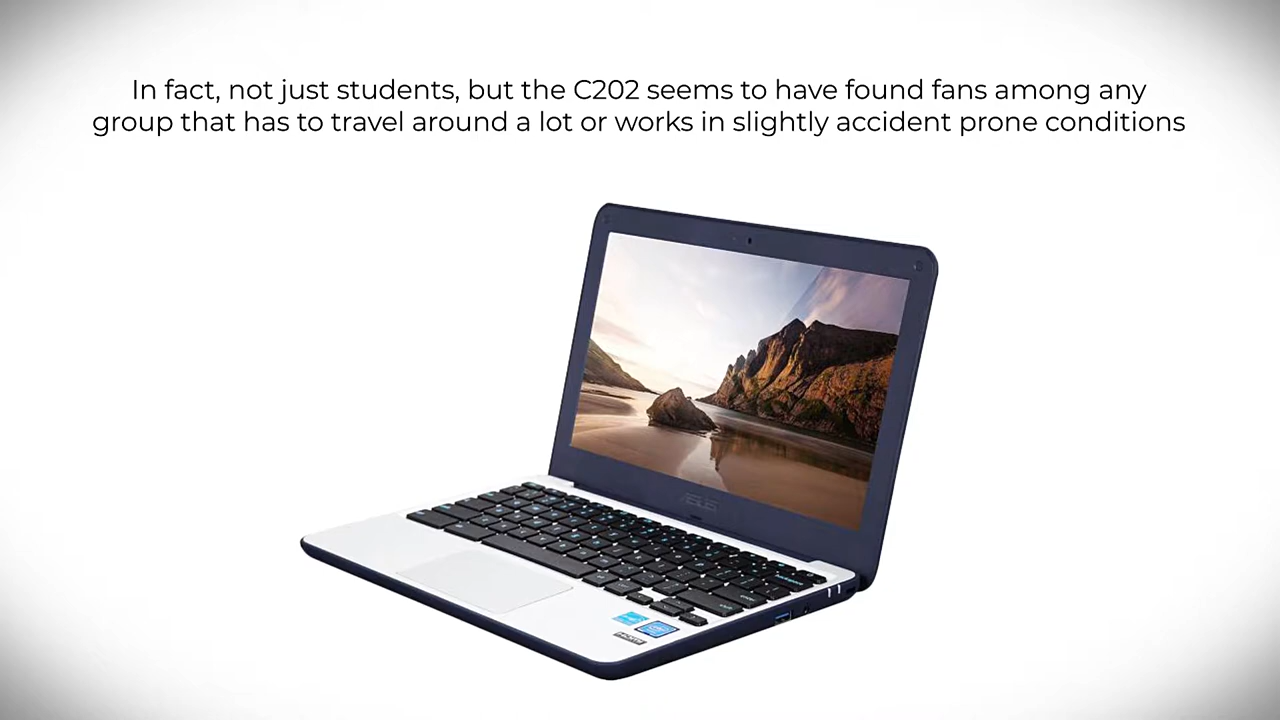 In fact, not just students, but the C202 seems to have found fans among any
group that has to travel around a lot or works in slightly accident prone conditions
ASUS